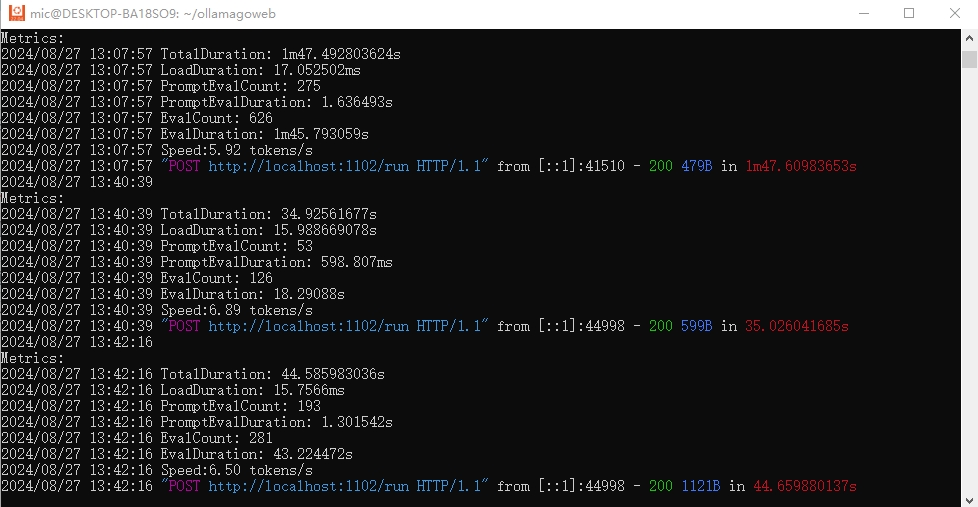 mic@DESKTOP-BA18SO9: ~/ollamagoweb
Metrics:
2024/08/27 13:07:57 TotalDuration: 1m47.492803624s
2024/08/27 13:07:57 LoadDuration: 17.052502ms
2024/08/27 13:07:57 PromptEvalCount: 275
2024/08/27 13:07:57 PromptEvalDuration: 1.636493s
2024/08/27 13:07:57 EvalCount: 626
2024/08/27 13:07:57 EvalDuration: 1m45.793059s
2024/08/27 13:07:57 Speed:5.92 tokens/s
2024/08/27 13:07:57 "POST http://localhost:1102/run HTTP/1.1" from [::1]:41510 - 200 479B in 1m47.60983653s
2024/08/27 13:40:39
Metrics:
2024/08/27 13:40:39 TotalDuration: 34.92561677s
2024/08/27 13:40:39 LoadDuration: 15.988669078s
2024/08/27 13:40:39 PromptEvalCount: 53
2024/08/27 13:40:39 PromptEvalDuration: 598.807ms
2024/08/27 13:40:39 EvalCount: 126
2024/08/27 13:40:39 EvalDuration: 18.29088s
2024/08/27 13:40:39 Speed:6.89 tokens/s
2024/08/27 13:40:39 "POST http://localhost:1102/run HTTP/1.1" from [::1]:44998 - 200 599B in 35.026041685s
2024/08/27 13:42:16
Metrics:
2024/08/27 13:42:16 TotalDuration: 44.585983036s
2024/08/27 13:42:16 LoadDuration: 15.7566ms
2024/08/27 13:42:16 PromptEvalCount: 193
2024/08/27 13:42:16 PromptEvalDuration: 1.301542s
2024/08/27 13:42:16 EvalCount: 281
2024/08/27 13:42:16 EvalDuration: 43.224472s
2024/08/27 13:42:16 Speed:6.50 tokens/s
2024/08/27 13:42:16 "POST http://localhost:1102/run HTTP/1.1" from [::1]:44998 - 200 1121B in 44.659880137s